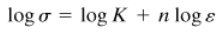 log σ = log K + n log ε